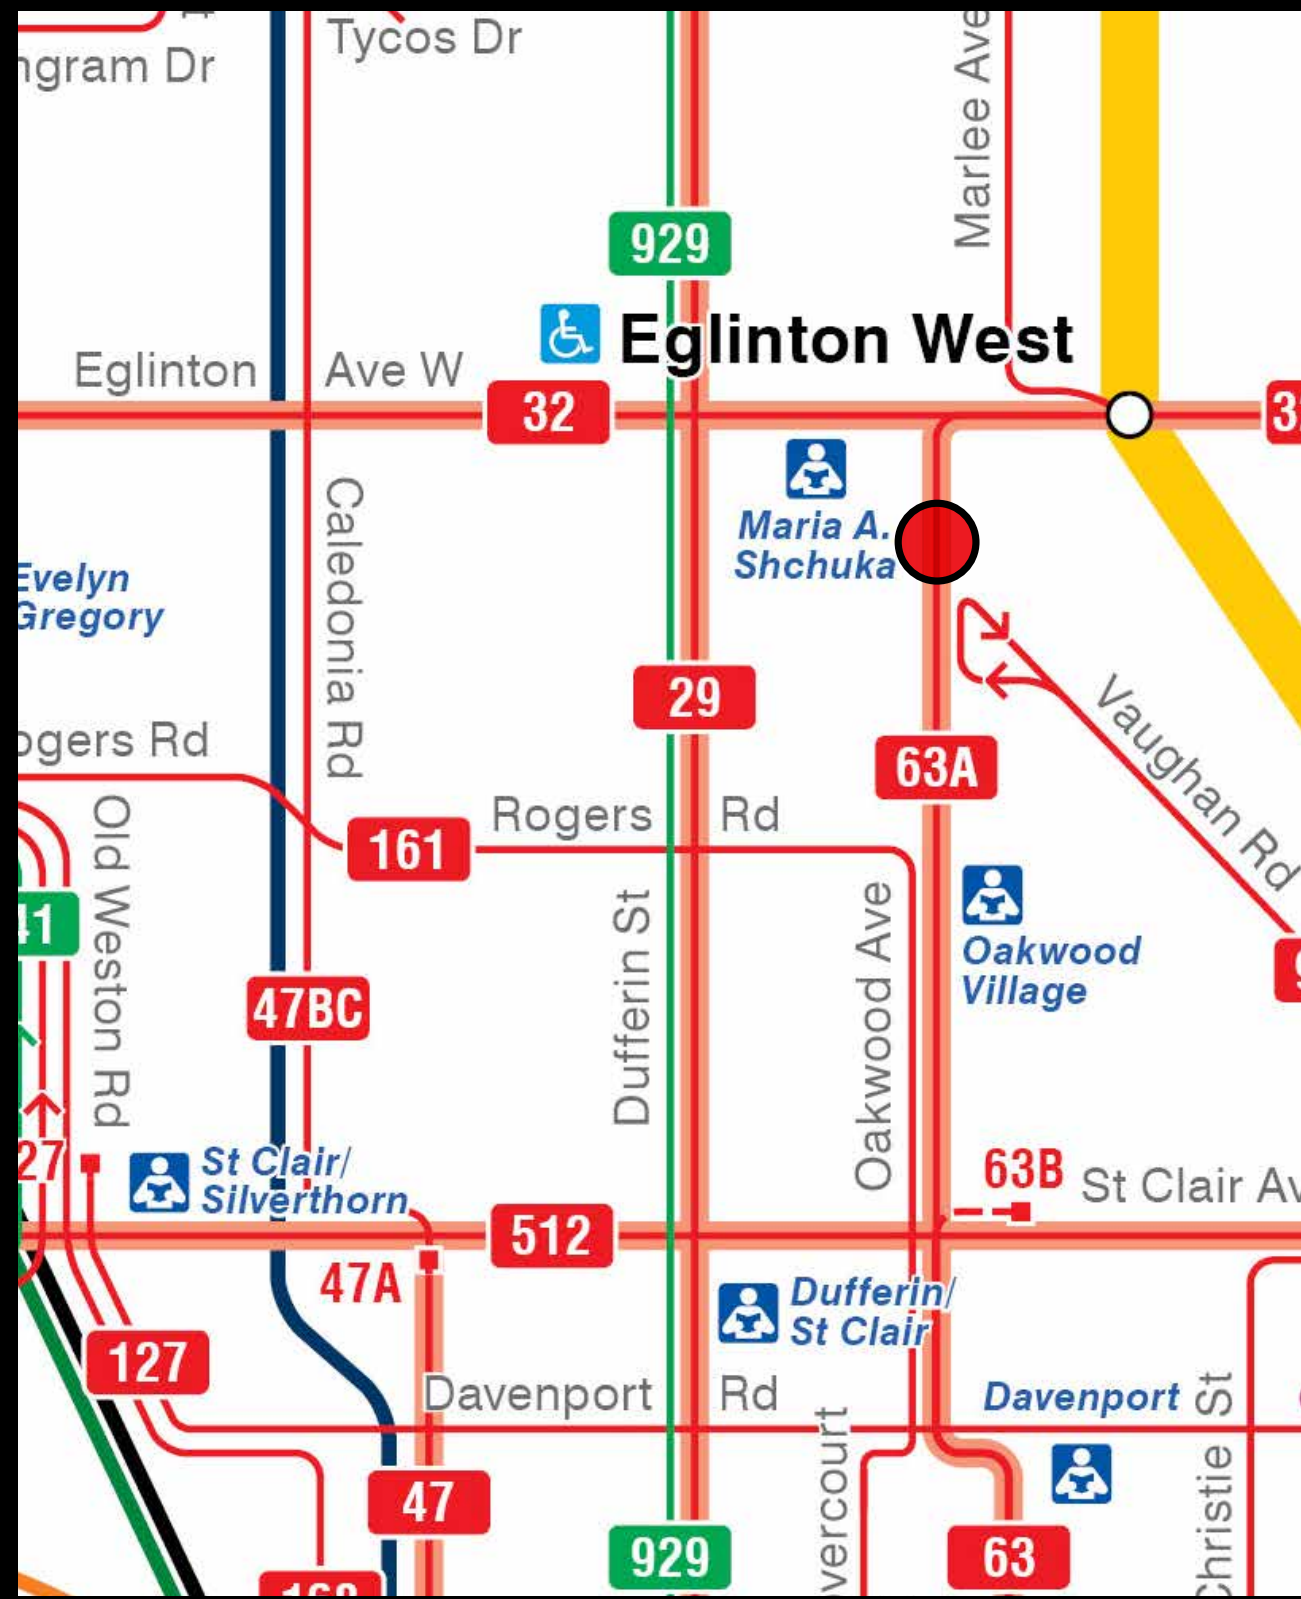 Tycos Dr
ngram Dr
Marlee Ave
929
Eglinton West
Eglinton
Ave W
32
Maria A.
Shchuka
Caledonia Rd
Evelyn
Gregory
29
Vaughan Rd
63A
ogers Rd
Rogers
Rd
161
Old Weston Rd
41
Dufferin St
Oakwood Ave
Oakwood
Village
47BC
27
St Clair/
Silverthorn
63B
St Clair Av
512
47A
Dufferin/
St Clair
127
Davenport
Rd
Davenport
Christie St
vercourt
47
929
63